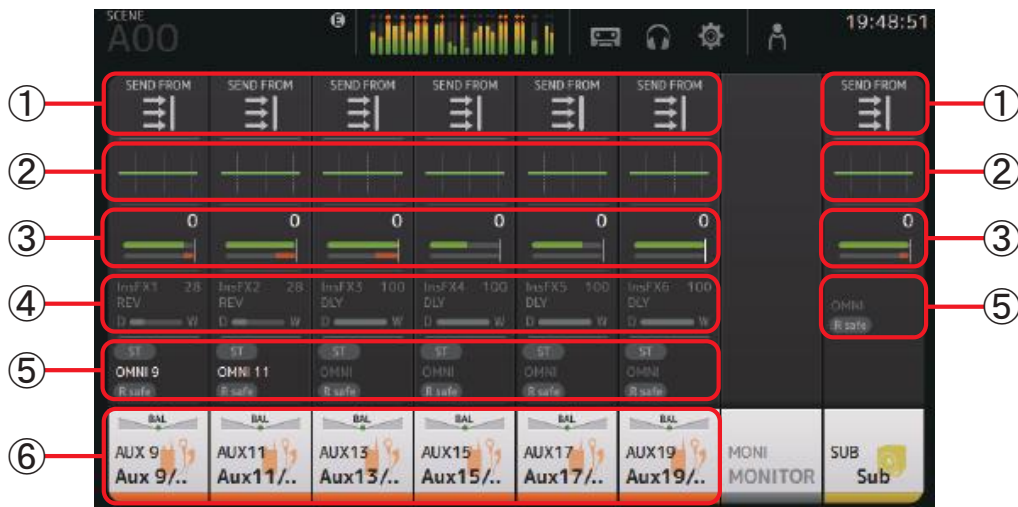 SCENE
A00
E
19:48:51
① SEND FROM SEND FROM SEND FROM SEND FROM SEND FROM SEND FROM SEND FROM ①
② ②
③ 0 0 0 0 0 0 0 ③
④ InsFX1 28 InsFX2 28 InsFX3 100 InsFX4 100 InsFX5 100 InsFX6 100
REV REV DLY DLY DLY DLY
D W D W D W D W D W D W
OMNI ⑤
R safe
ST ST ST ST ST ST
⑤ OMNI 9 OMNI 11 OMNI OMNI OMNI OMNI
R safe R safe R safe R safe R safe R safe
BAL BAL BAL BAL BAL BAL
⑥ AUX 9 AUX11 AUX13 AUX15 AUX17 AUX19 MONI SUB
Aux 9/.. Aux11/.. Aux13/.. Aux15/.. Aux17/.. Aux19/.. MONITOR Sub